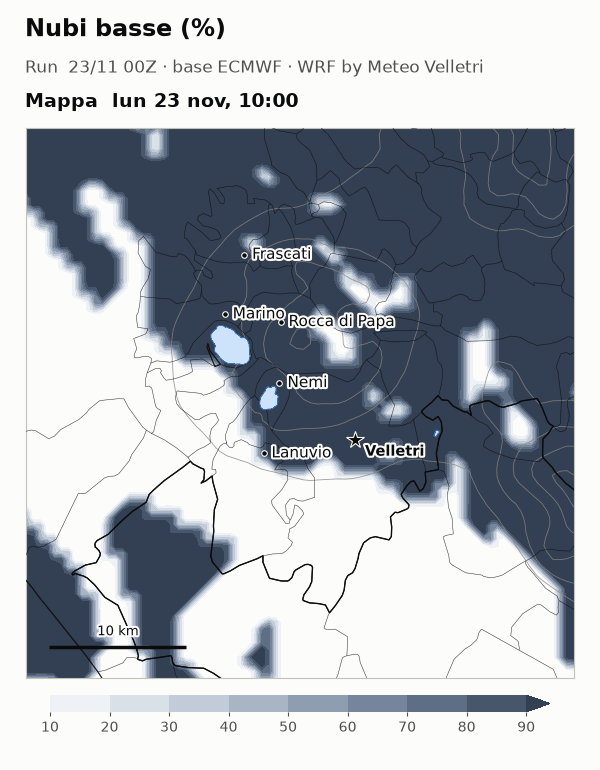 Nubi basse (%)
Run  23/11 00Z · base ECMWF · WRF by Meteo Velletri
Mappa  lun 23 nov, 10:00
Frascati
Marino
Rocca di Papa
Nemi
Velletri
Lanuvio
10 km
10 20 30 40 50 60 70 80 90